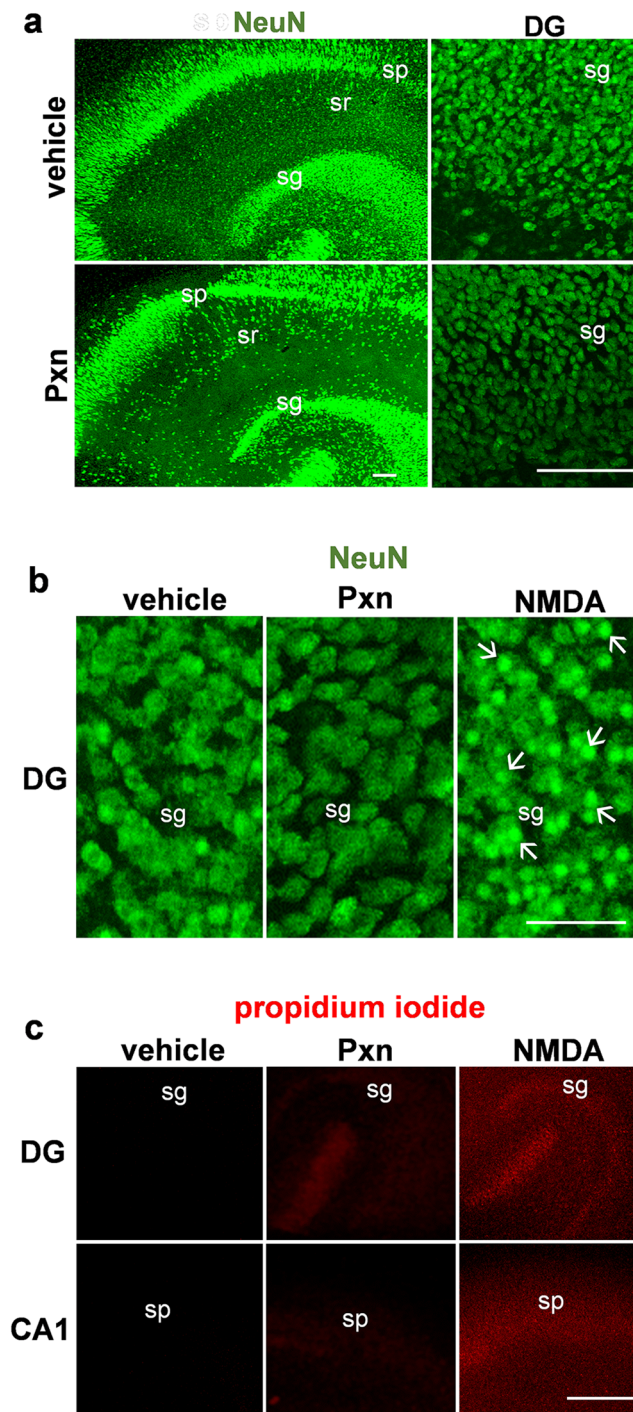 a
NeuN
DG
vehicle
sp
sr
sg
sg
Pxn
sp
sr
sg
sg
b
NeuN
vehicle
Pxn
NMDA
DG
sg
sg
sg
c
propidium iodide
vehicle
Pxn
NMDA
DG
sg
sg
sg
CA1
sp
sp
sp